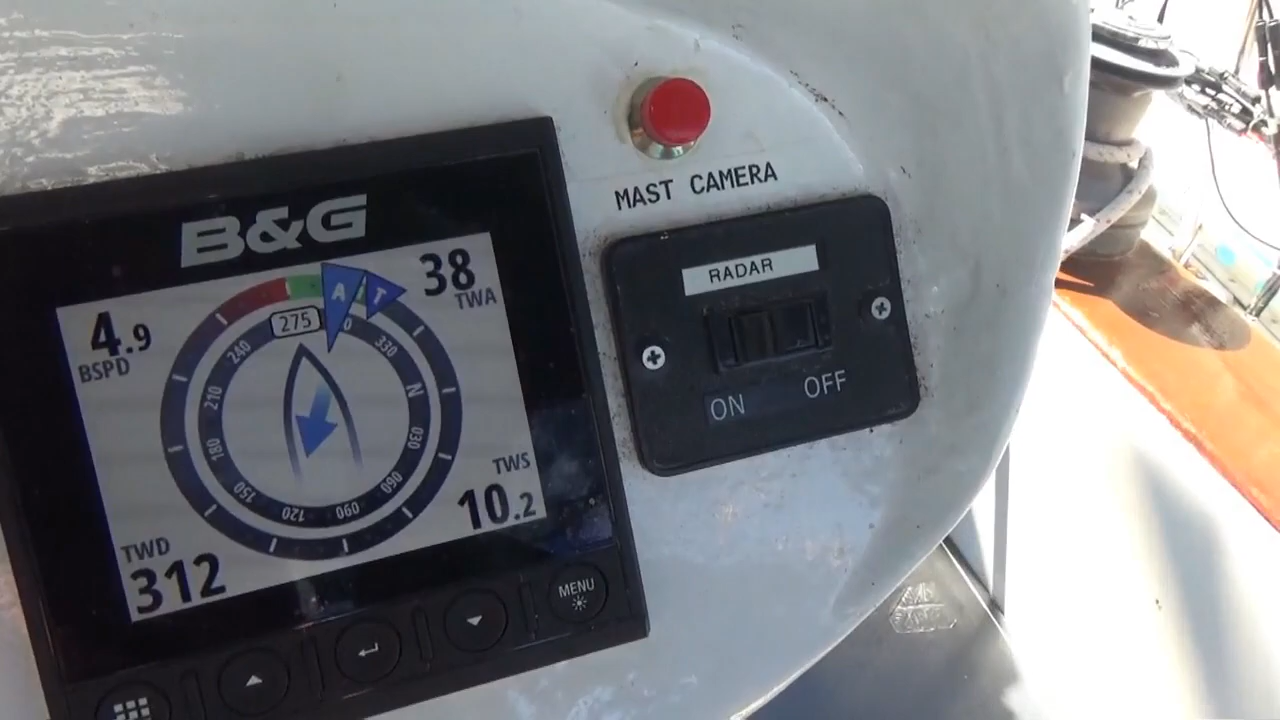 MAST CAMERA
B&G
RADAR
ON OFF
4.9
BSPD
38
TWA
A T
275
240
210
180
150
120
090
060
030
N
330
0
TWS
10.2
TWD
312
MENU